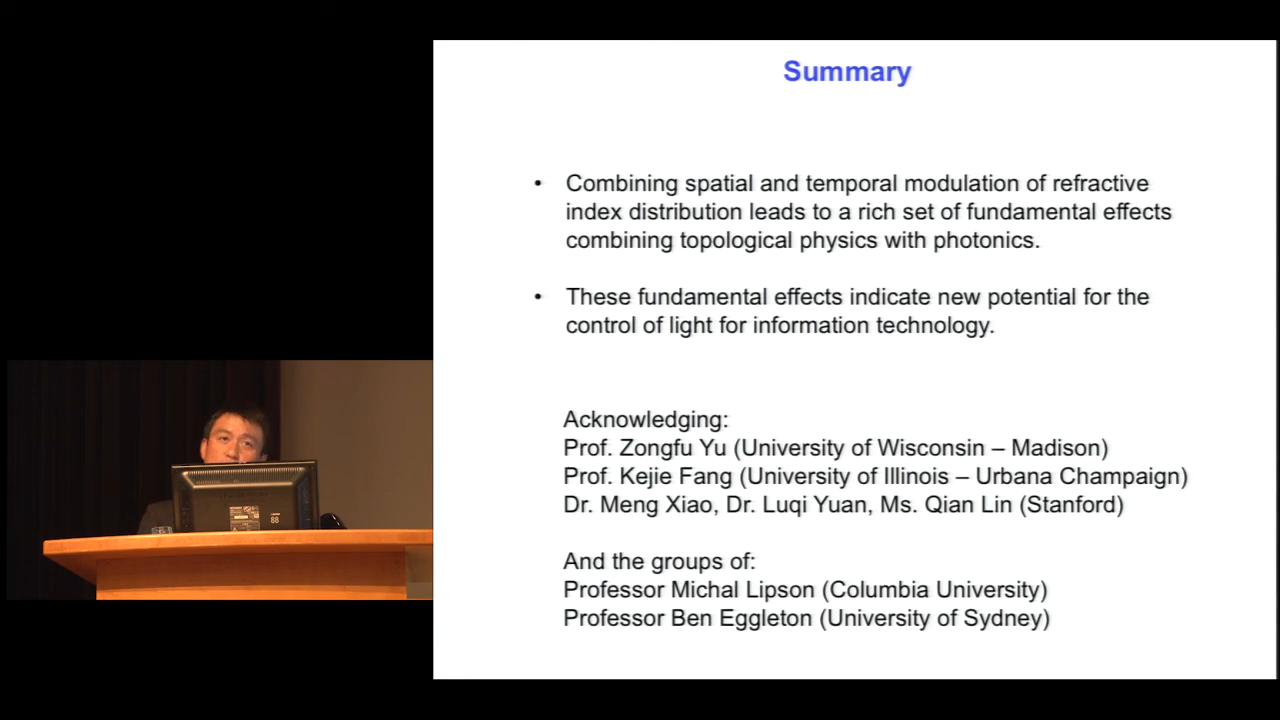 Summary
• Combining spatial and temporal modulation of refractive
index distribution leads to a rich set of fundamental effects
combining topological physics with photonics.
• These fundamental effects indicate new potential for the
control of light for information technology.
Acknowledging:
Prof. Zongfu Yu (University of Wisconsin – Madison)
Prof. Kejie Fang (University of Illinois – Urbana Champaign)
Dr. Meng Xiao, Dr. Luqi Yuan, Ms. Qian Lin (Stanford)
And the groups of:
Professor Michal Lipson (Columbia University)
Professor Ben Eggleton (University of Sydney)
88